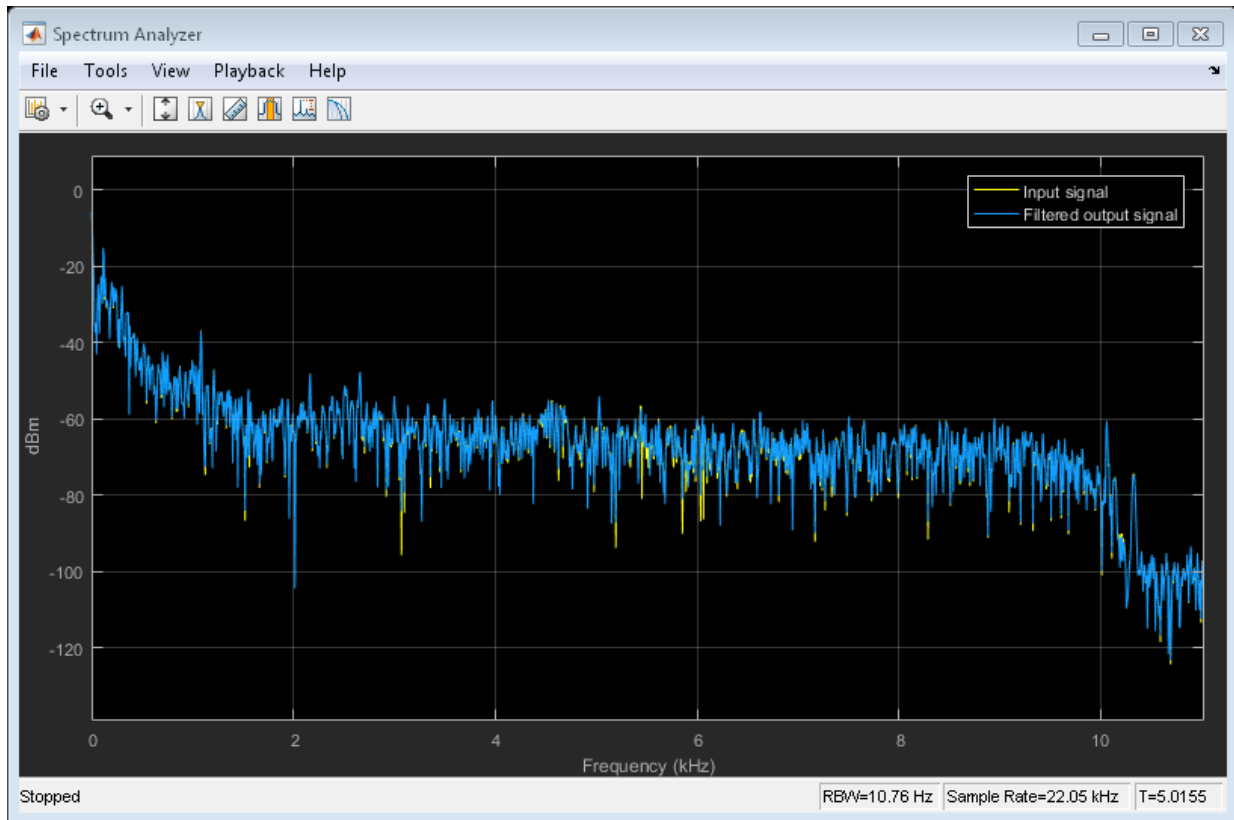 Spectrum Analyzer
File Tools View Playback Help
Input signal
Filtered output signal
0
-20
-40
-60
-80
-100
-120
dBm
0 2 4 6 8 10
Frequency (kHz)
Stopped RBW=10.76 Hz Sample Rate=22.05 kHz T=5.0155